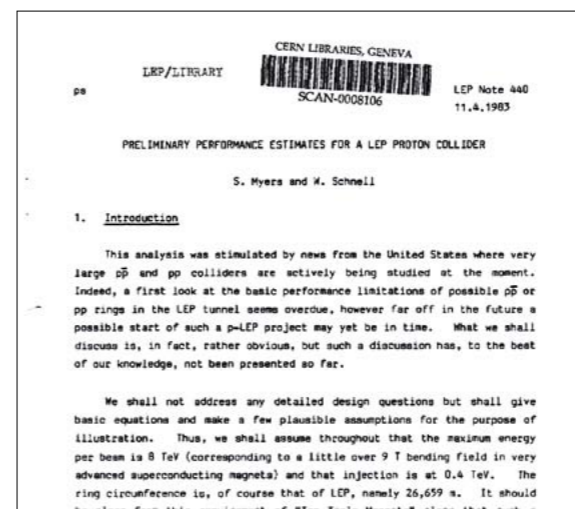 CERN LIBRARIES, GENEVA
LEP/LIBRARY
SCAN-0008106
ps
LEP Note 440
11.4.1983
PRELIMINARY PERFORMANCE ESTIMATES FOR A LEP PROTON COLLIDER
S. Myers and W. Schnell
1. Introduction
This analysis was stimulated by news from the United States where very
large pp̄ and pp colliders are actively being studied at the moment.
Indeed, a first look at the basic performance limitations of possible pp̄ or
pp rings in the LEP tunnel seems overdue, however far off in the future a
possible start of such a p-LEP project may yet be in time. What we shall
discuss is, in fact, rather obvious, but such a discussion has, to the best
of our knowledge, not been presented so far.
We shall not address any detailed design questions but shall give
basic equations and make a few plausible assumptions for the purpose of
illustration. Thus, we shall assume throughout that the maximum energy
per beam is 8 TeV (corresponding to a little over 9 T bending field in very
advanced superconducting magnets) and that injection is at 0.4 TeV. The
ring circumference is, of course that of LEP, namely 26,659 m. It should